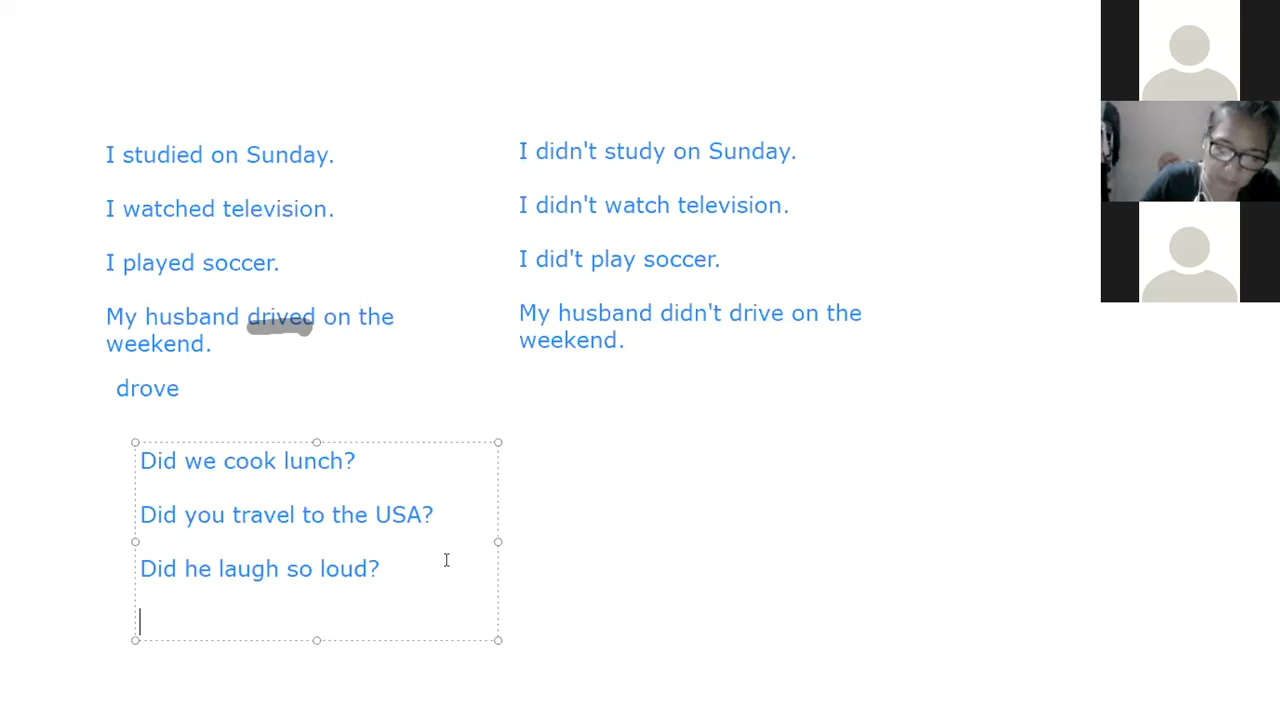 I studied on Sunday.
I watched television.
I played soccer.
My husband drived on the
weekend.
drove
I didn't study on Sunday.
I didn't watch television.
I did't play soccer.
My husband didn't drive on the
weekend.
Did we cook lunch?
Did you travel to the USA?
Did he laugh so loud?